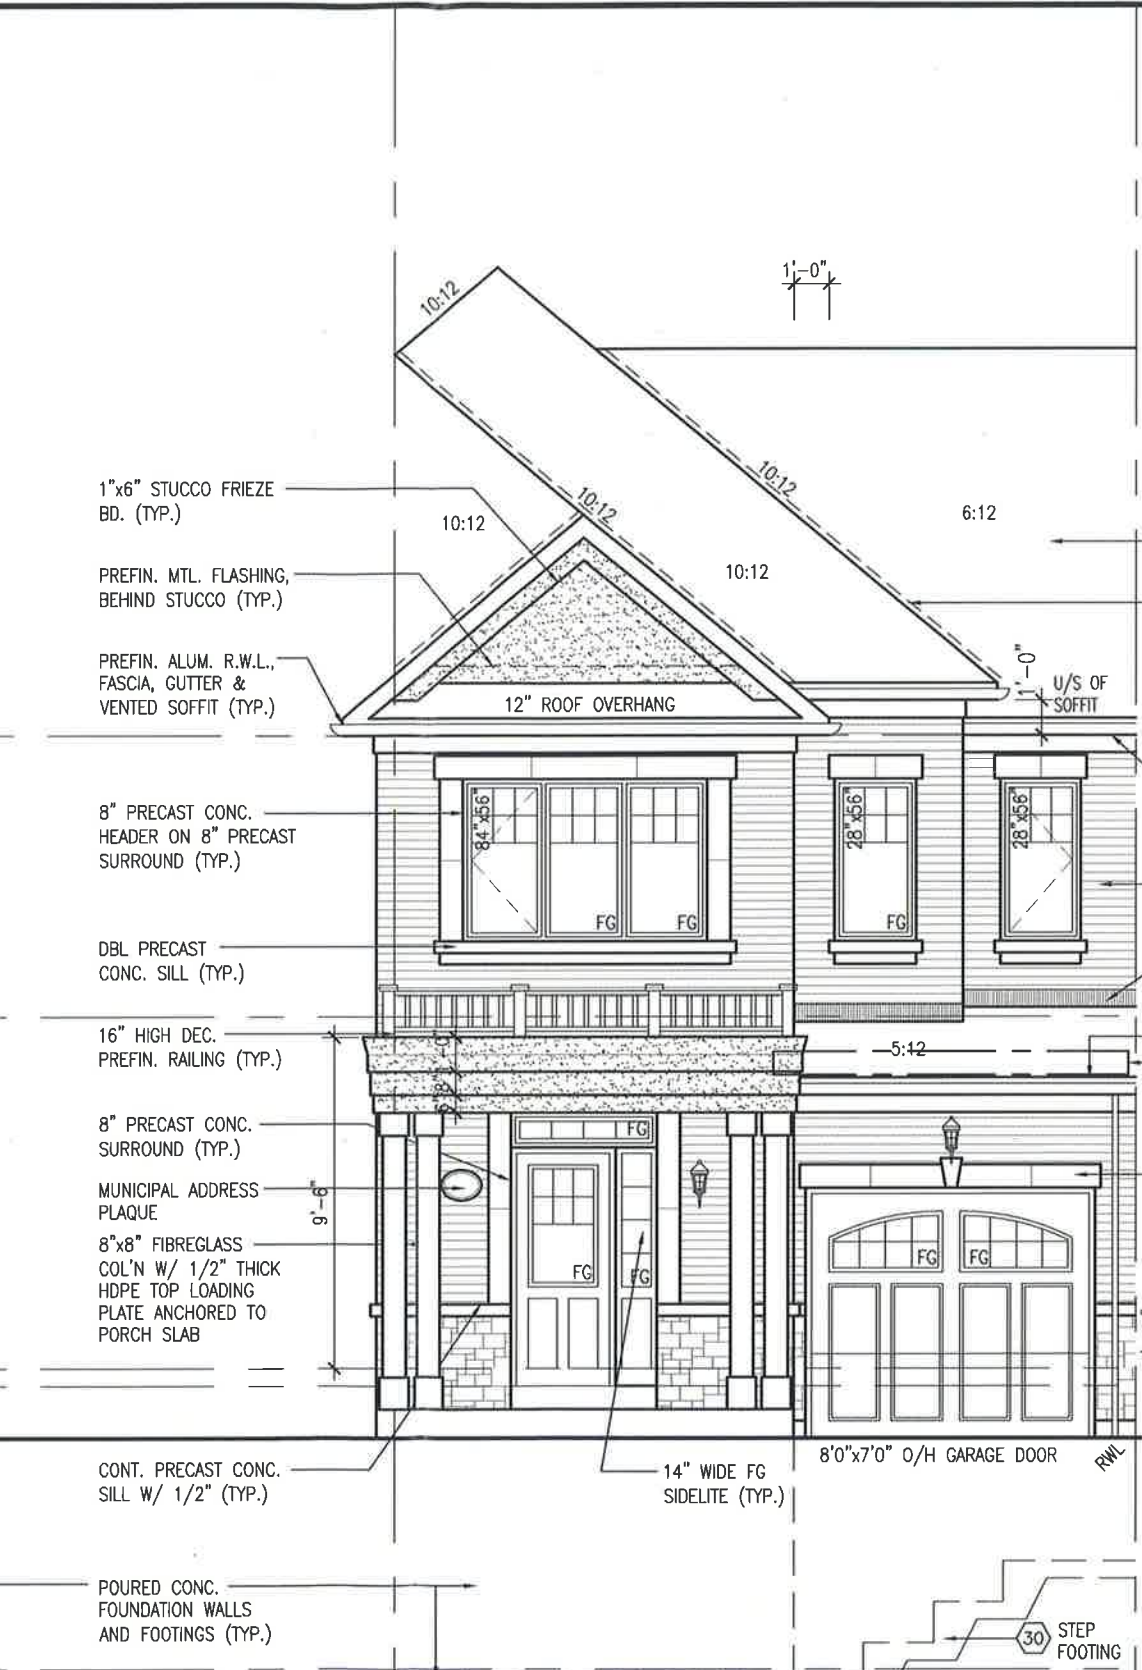 10:12
1'-0"
1"x6" STUCCO FRIEZE
BD. (TYP.)
10:12
10:12
10:12
6:12
10:12
PREFIN. MTL. FLASHING,
BEHIND STUCCO (TYP.)
PREFIN. ALUM. R.W.L.,
FASCIA, GUTTER &
VENTED SOFFIT (TYP.)
12" ROOF OVERHANG
1'-0"
U/S OF
SOFFIT
8" PRECAST CONC.
HEADER ON 8" PRECAST
SURROUND (TYP.)
84"x56"
FG
FG
28"x56"
FG
28"x56"
DBL PRECAST
CONC. SILL (TYP.)
16" HIGH DEC.
PREFIN. RAILING (TYP.)
1'-0"
8"
6"
5:12
8" PRECAST CONC.
SURROUND (TYP.)
FG
MUNICIPAL ADDRESS
PLAQUE
9'-6"
8"x8" FIBREGLASS
COL'N W/ 1/2" THICK
HDPE TOP LOADING
PLATE ANCHORED TO
PORCH SLAB
FG
FG
FG
FG
CONT. PRECAST CONC.
SILL W/ 1/2" (TYP.)
14" WIDE FG
SIDELITE (TYP.)
8'0"x7'0" O/H GARAGE DOOR
RWL
POURED CONC.
FOUNDATION WALLS
AND FOOTINGS (TYP.)
30
STEP
FOOTING